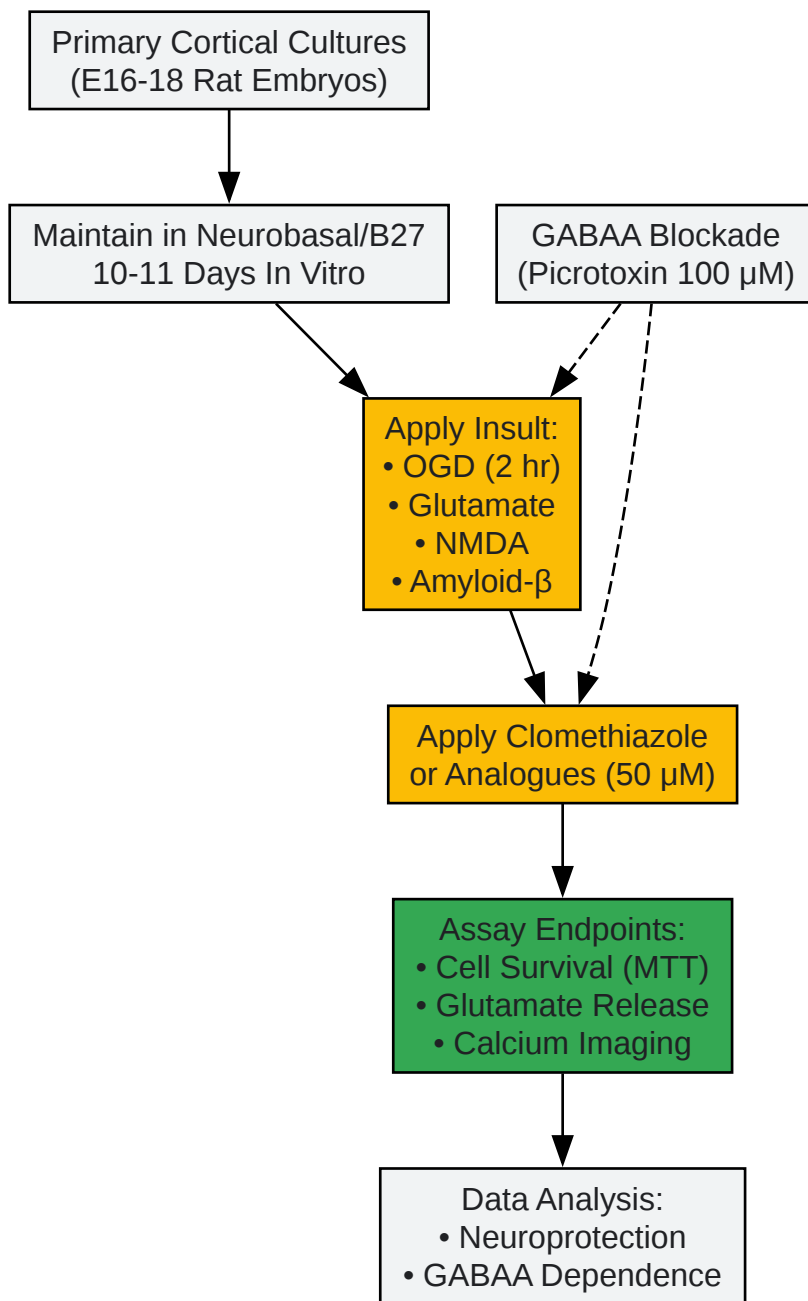 Primary Cortical Cultures
(E16-18 Rat Embryos)
Maintain in Neurobasal/B27
10-11 Days In Vitro
GABAA Blockade
(Picrotoxin 100 μM)
Apply Insult:
• OGD (2 hr)
• Glutamate
• NMDA
• Amyloid-β
Apply Clomethiazole
or Analogues (50 μM)
Assay Endpoints:
• Cell Survival (MTT)
• Glutamate Release
• Calcium Imaging
Data Analysis:
• Neuroprotection
• GABAA Dependence